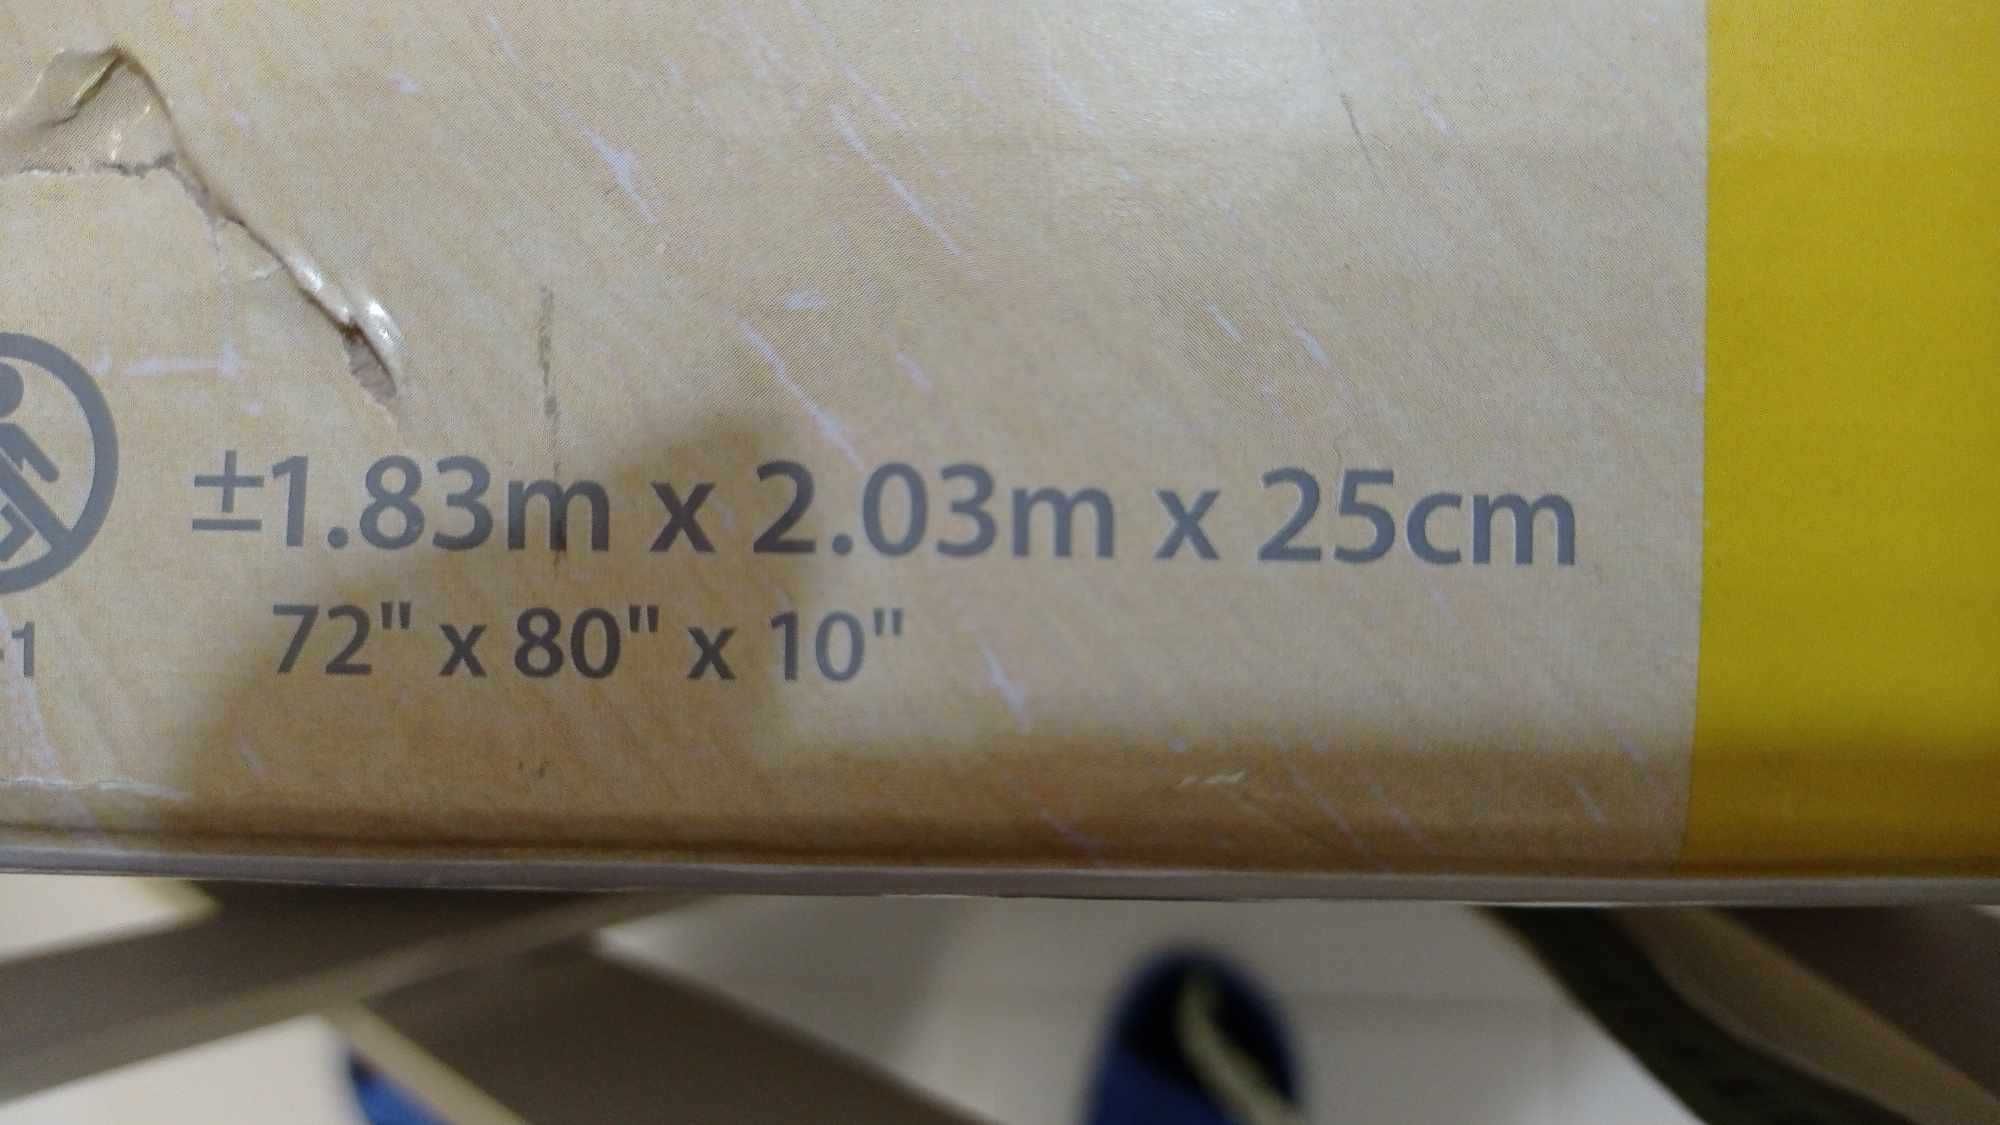 ±1.83m x 2.03m x 25cm
72" x 80" x 10"